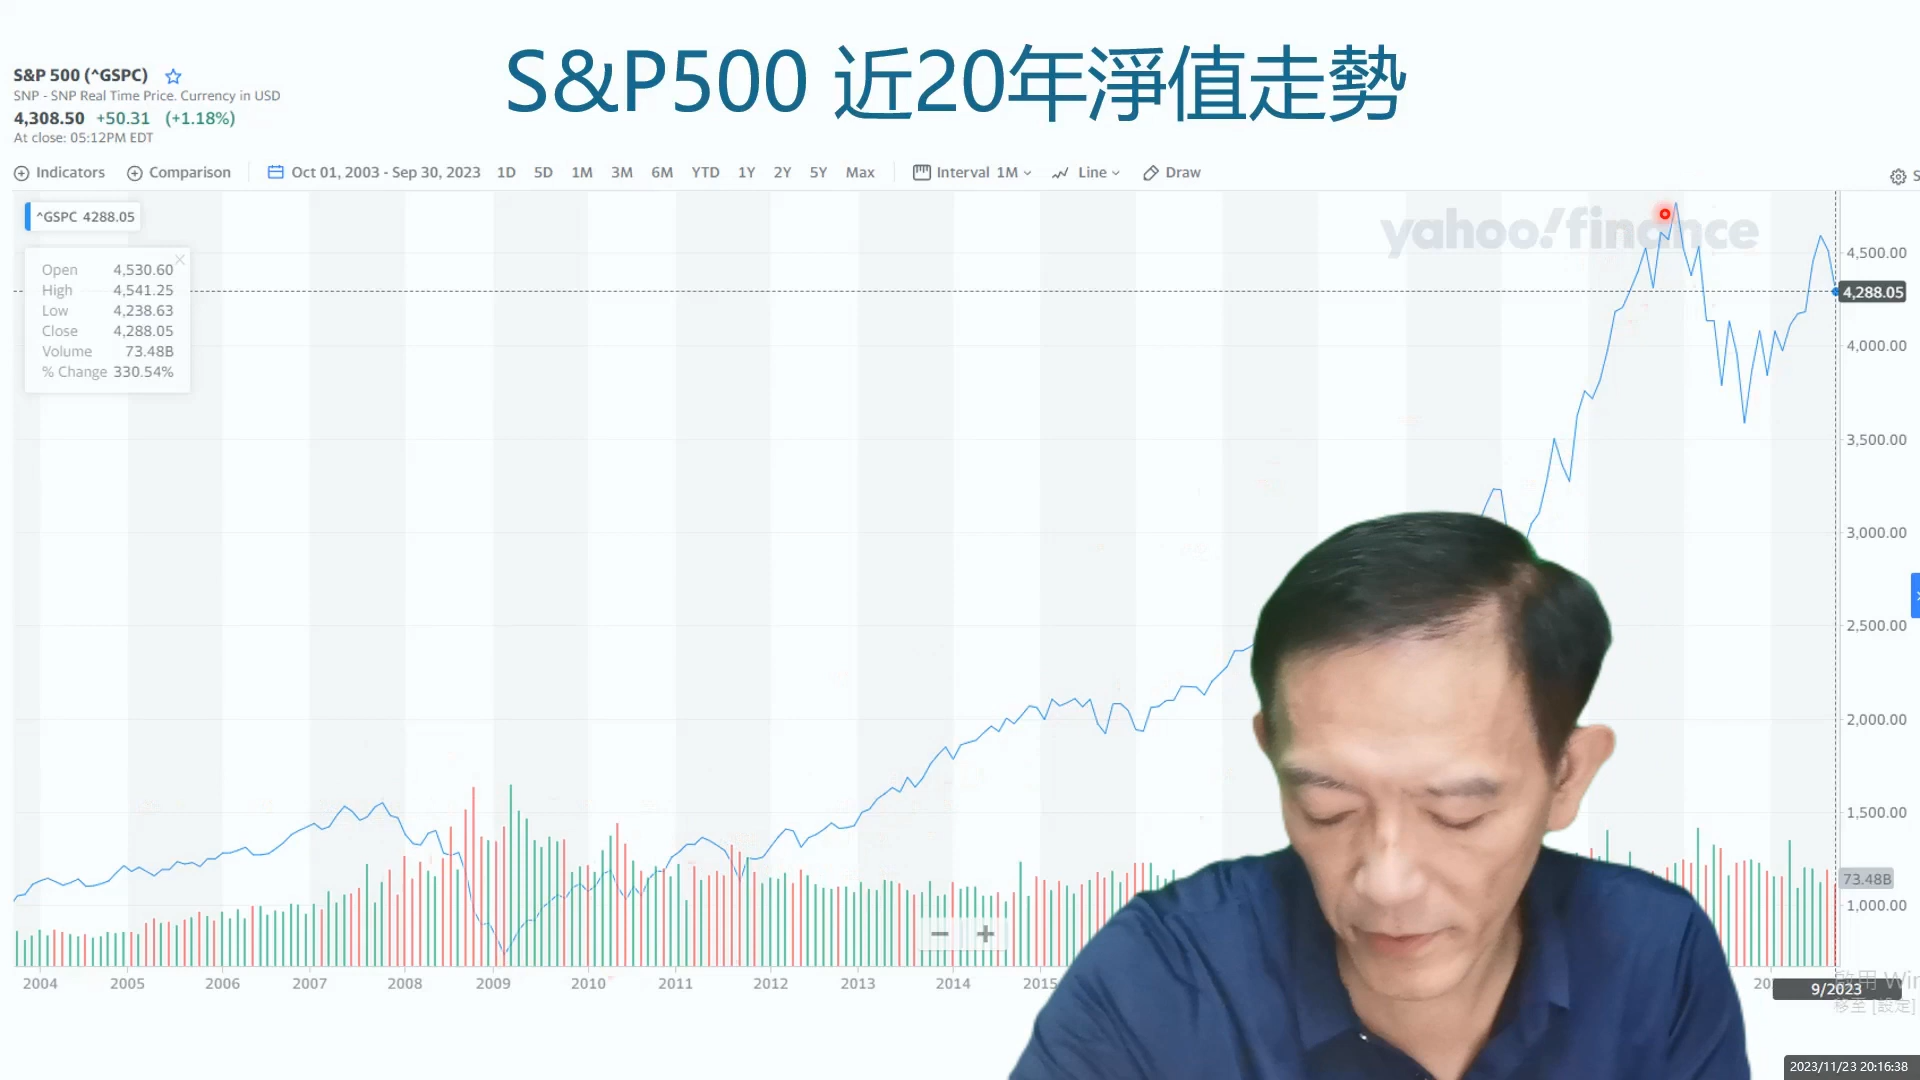 S&P500 近20年淨值走勢
S&P 500 (^GSPC)
SNP - SNP Real Time Price. Currency in USD
4,308.50 +50.31 (+1.18%)
At close: 05:12PM EDT
Indicators Comparison Oct 01, 2003 - Sep 30, 2023 1D 5D 1M 3M 6M YTD 1Y 2Y 5Y Max Interval 1M Line Draw
^GSPC 4288.05
yahoo!finance
Open 4,530.60
High 4,541.25
Low 4,238.63
Close 4,288.05
Volume 73.48B
% Change 330.54%
4,500.00
4,288.05
4,000.00
3,500.00
3,000.00
2,500.00
2,000.00
1,500.00
73.48B
1,000.00
2004 2005 2006 2007 2008 2009 2010 2011 2012 2013 2014 2015 9/2023
移至 [設定]
2023/11/23 20:16:38